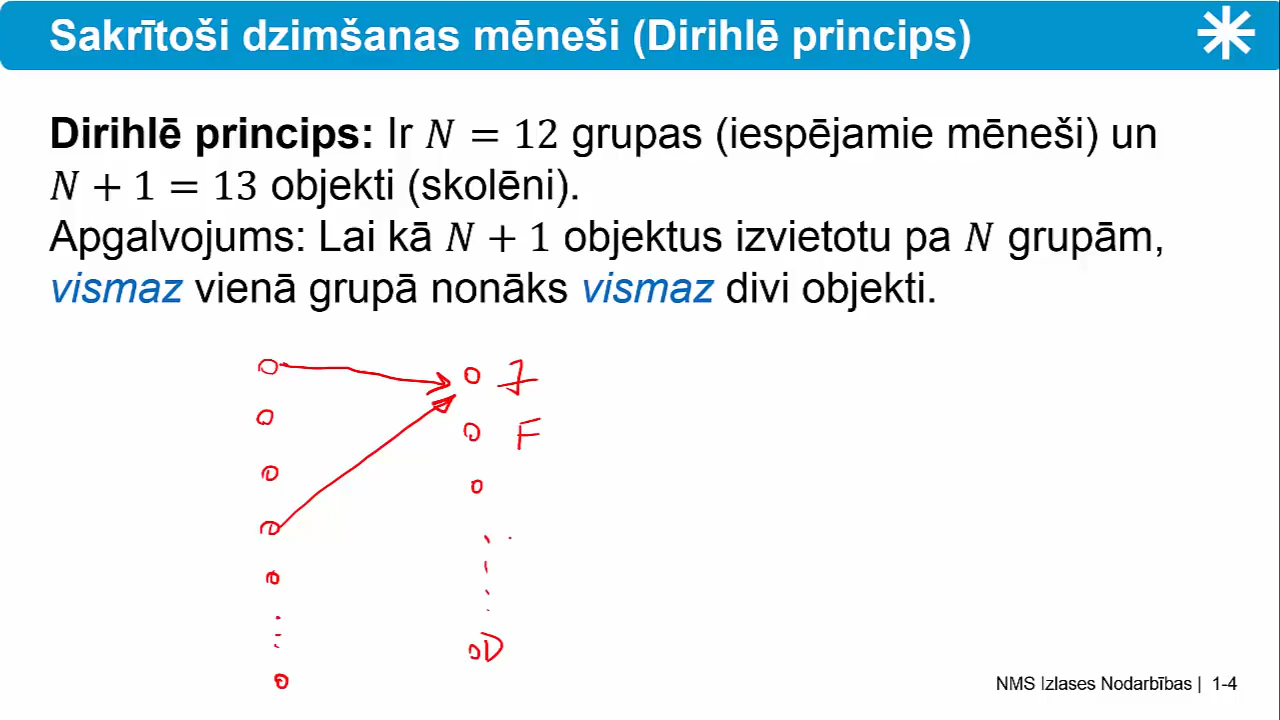 Sakrītoši dzimšanas mēneši (Dirihlē princips)
Dirihlē princips: Ir N = 12 grupas (iespējamie mēneši) un
N + 1 = 13 objekti (skolēni).
Apgalvojums: Lai kā N + 1 objektus izvietotu pa N grupām,
vismaz vienā grupā nonāks vismaz divi objekti.
J
F
D
NMS Izlases Nodarbības | 1-4